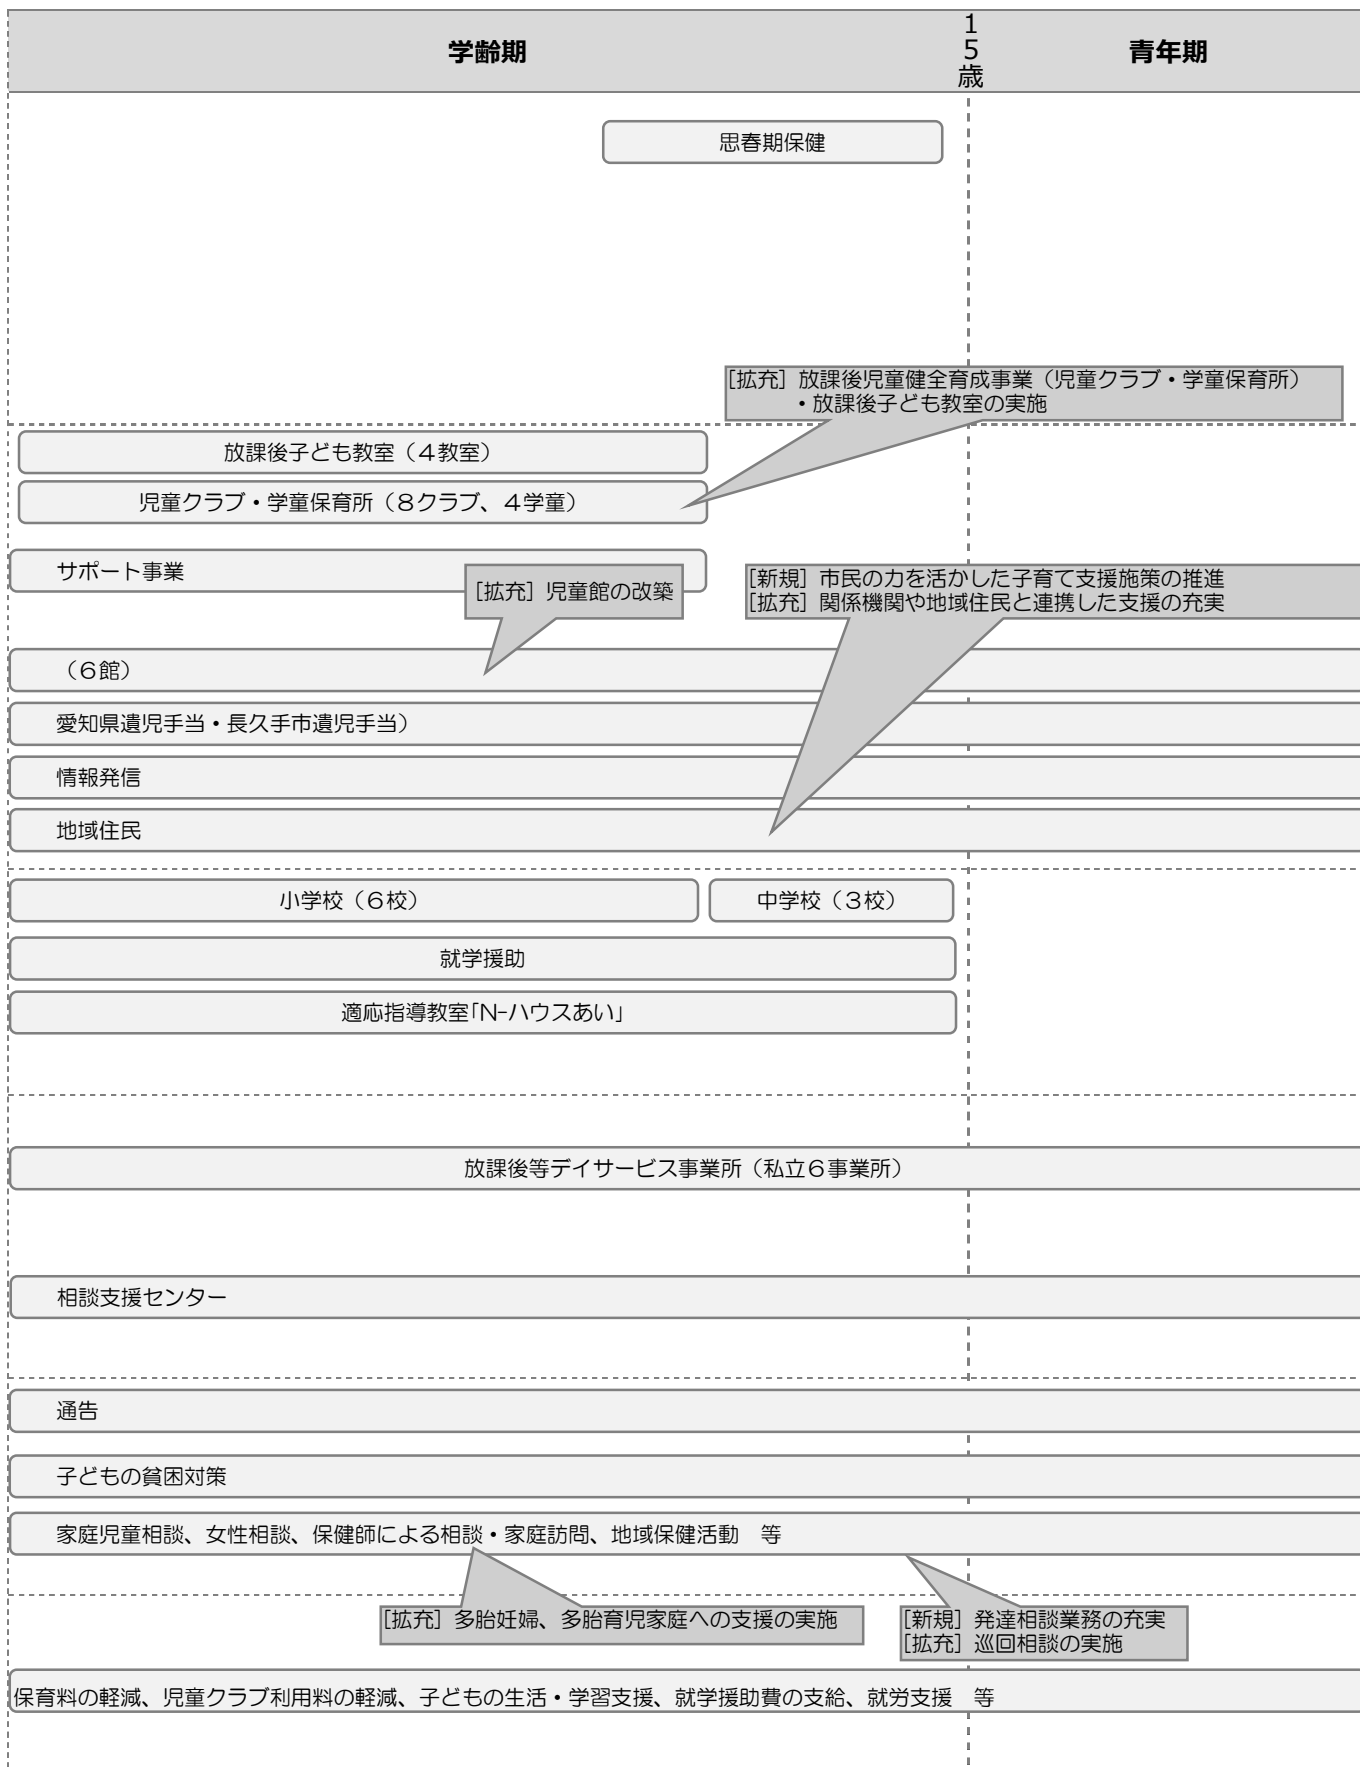 学齢期
15歳
青年期
思春期保健
[拡充] 放課後児童健全育成事業（児童クラブ・学童保育所）
・放課後子ども教室の実施
放課後子ども教室（４教室）
児童クラブ・学童保育所（８クラブ、４学童）
サポート事業
[拡充] 児童館の改築
[新規] 市民の力を活かした子育て支援施策の推進
[拡充] 関係機関や地域住民と連携した支援の充実
（６館）
愛知県遺児手当・長久手市遺児手当）
情報発信
地域住民
小学校（６校）
中学校（３校）
就学援助
適応指導教室「N-ハウスあい」
放課後等デイサービス事業所（私立６事業所）
相談支援センター
通告
子どもの貧困対策
家庭児童相談、女性相談、保健師による相談・家庭訪問、地域保健活動　等
[拡充] 多胎妊婦、多胎育児家庭への支援の実施
[新規] 発達相談業務の充実
[拡充] 巡回相談の実施
保育料の軽減、児童クラブ利用料の軽減、子どもの生活・学習支援、就学援助費の支給、就労支援　等